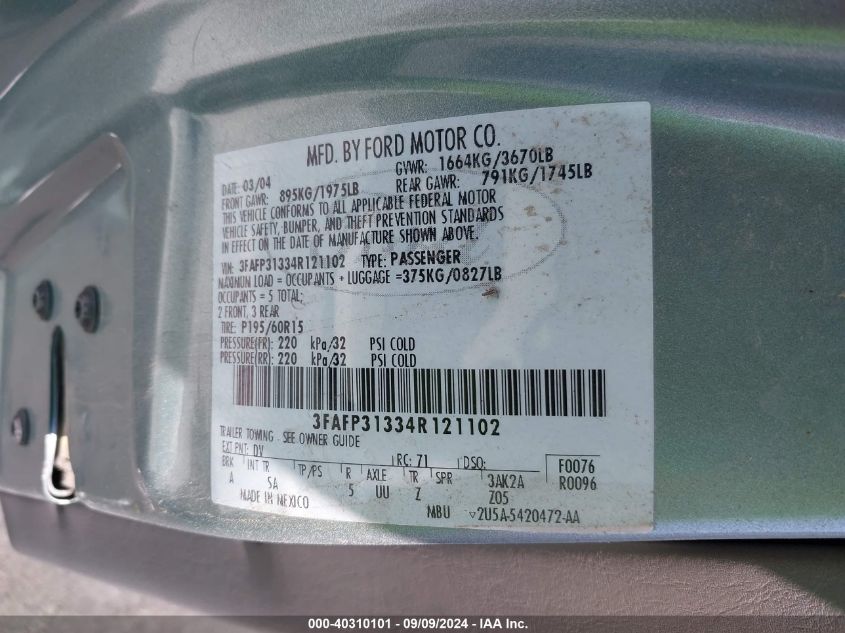 MFD. BY FORD MOTOR CO.
DATE: 03/04 GVWR: 1664KG/3670LB
FRONT GAWR: 895KG/1975LB REAR GAWR: 791KG/1745LB
THIS VEHICLE CONFORMS TO ALL APPLICABLE FEDERAL MOTOR
VEHICLE SAFETY, BUMPER, AND THEFT PREVENTION STANDARDS
IN EFFECT ON THE DATE OF MANUFACTURE SHOWN ABOVE.
VIN: 3FAFP31334R121102 TYPE: PASSENGER
MAXIMUM LOAD = OCCUPANTS + LUGGAGE =375KG/0827LB
OCCUPANTS = 5 TOTAL;
2 FRONT, 3 REAR
TIRE: P195/60R15
PRESSURE(FR): 220 kPa/32 PSI COLD
PRESSURE(RR): 220 kPa/32 PSI COLD
3FAFP31334R121102
TRAILER TOWING - SEE OWNER GUIDE
EXT PNT: DV RC: 71 DSO: F0076
BRK INT TR TP/PS R AXLE TR SPR 3AK2A R0096
A 5A 5 UU Z Z05
MADE IN MEXICO MBU ▽2U5A-5420472-AA
000-40310101 - 09/09/2024 - IAA Inc.